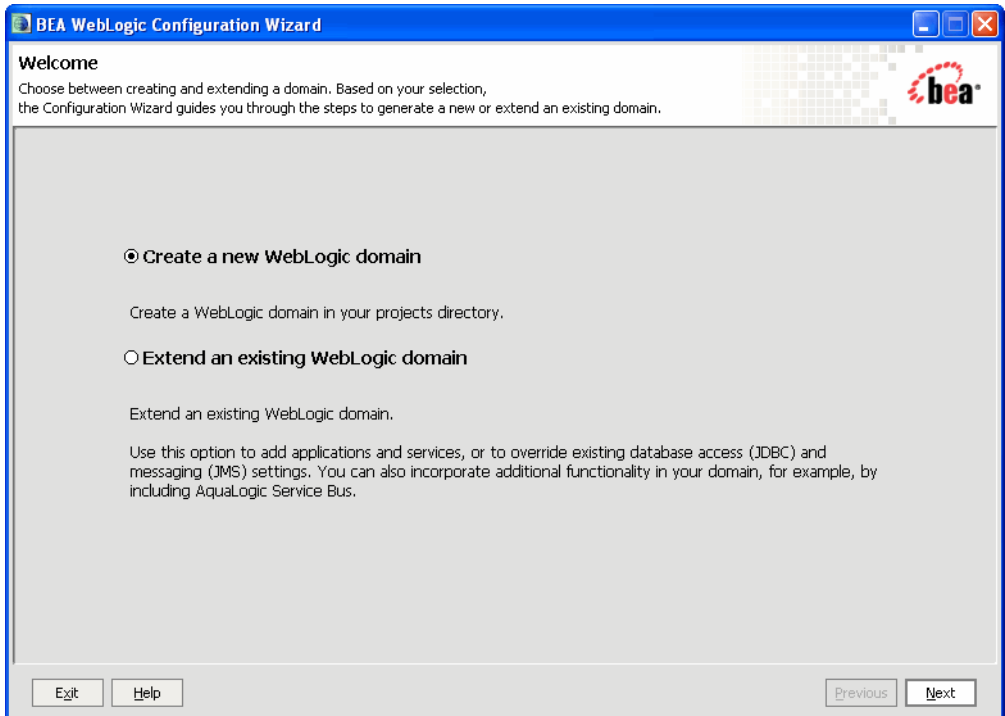 BEA WebLogic Configuration Wizard
Welcome
Choose between creating and extending a domain. Based on your selection,
the Configuration Wizard guides you through the steps to generate a new or extend an existing domain.
bea
Create a new WebLogic domain
Create a WebLogic domain in your projects directory.
Extend an existing WebLogic domain
Extend an existing WebLogic domain.
Use this option to add applications and services, or to override existing database access (JDBC) and
messaging (JMS) settings. You can also incorporate additional functionality in your domain, for example, by
including AquaLogic Service Bus.
Exit Help Previous Next